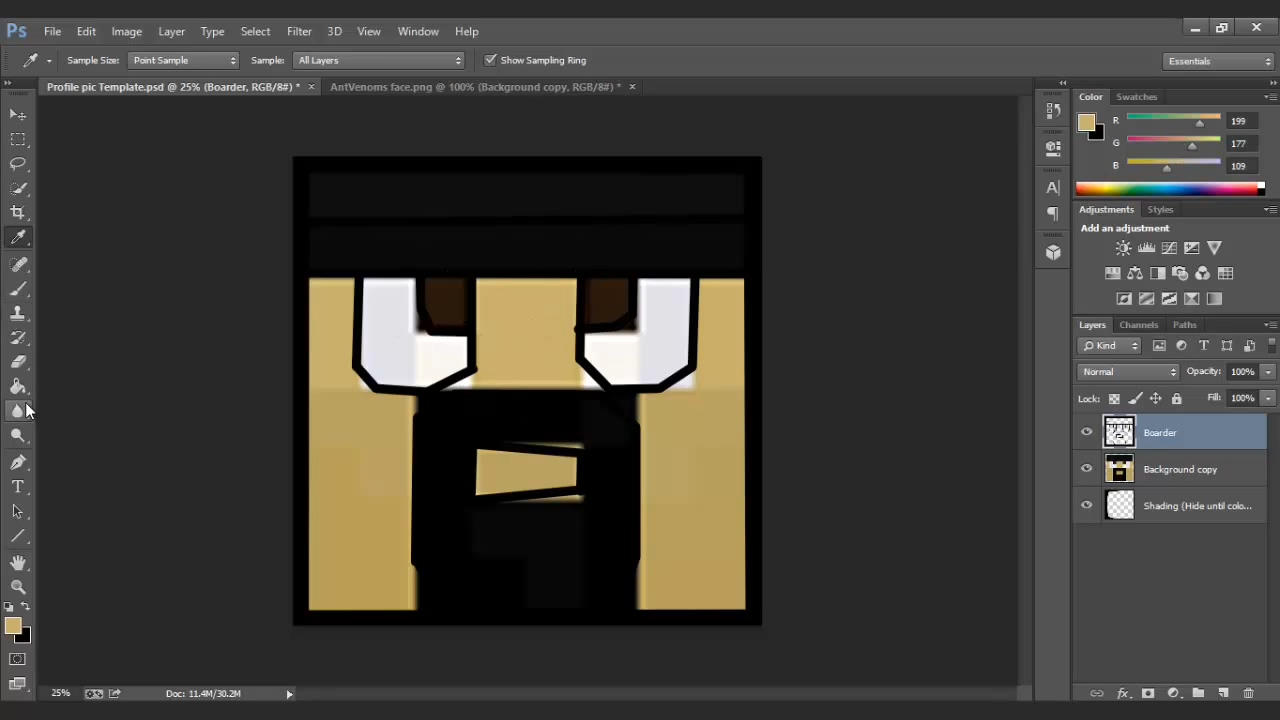 Ps File Edit Image Layer Type Select Filter 3D View Window Help
Sample Size: Point Sample Sample: All Layers Show Sampling Ring Essentials
Profile pic Template.psd @ 25% (Boarder, RGB/8#) * × AntVenoms face.png @ 100% (Background copy, RGB/8#) * ×
Color Swatches
R 199
G 177
B 109
Adjustments Styles
Add an adjustment
Layers Channels Paths
Kind
Normal Opacity: 100%
Lock: Fill: 100%
Boarder
Background copy
Shading (Hide until colo...
25% Doc: 11.4M/30.2M